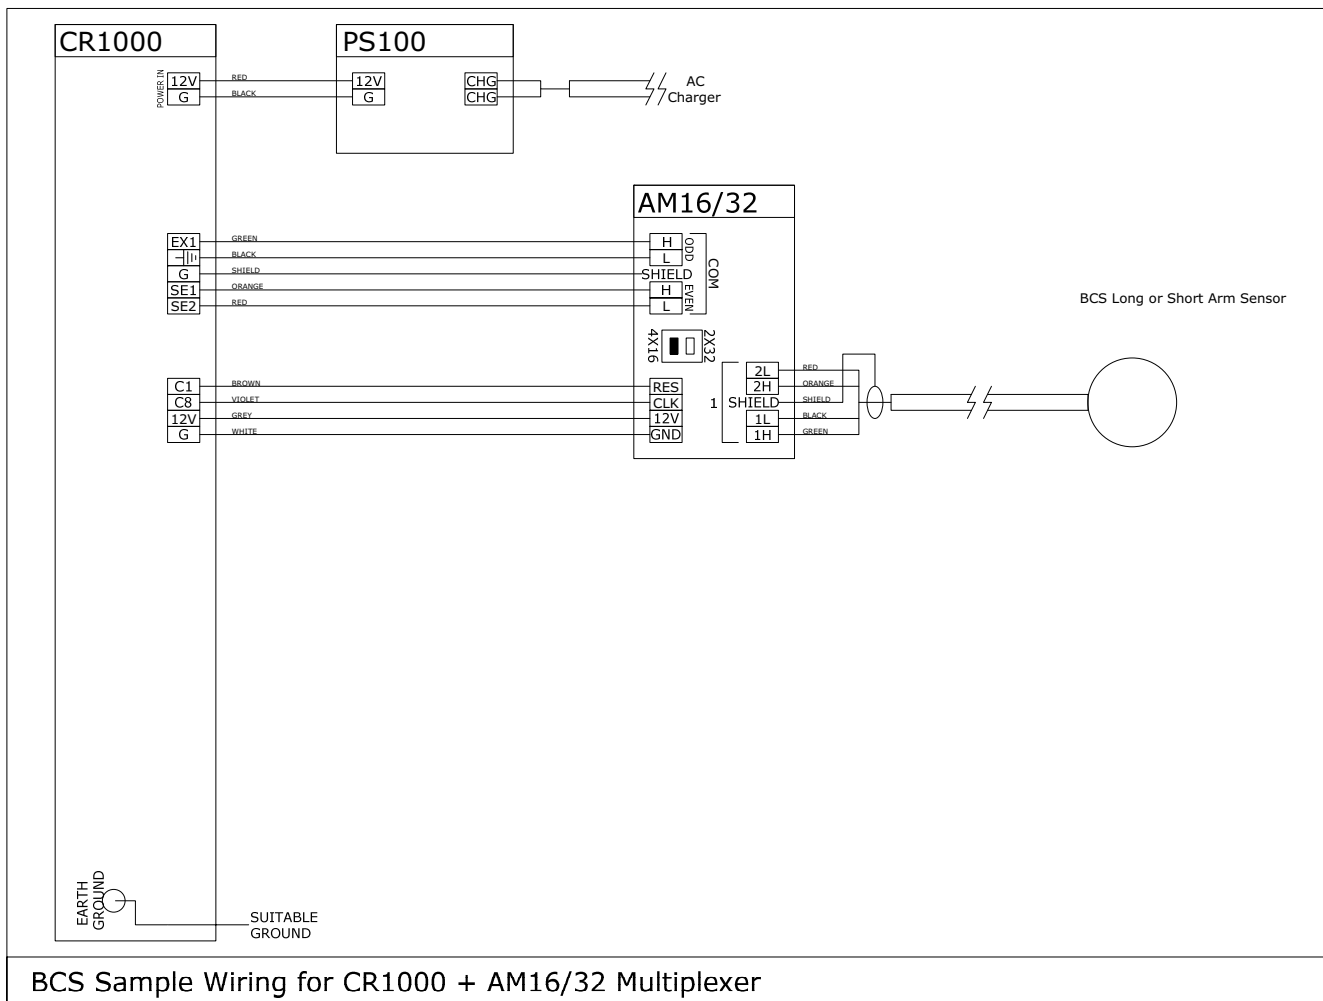 CR1000
PS100
POWER IN
12V
RED
12V
CHG
AC
G
BLACK
G
CHG
Charger
AM16/32
EX1
GREEN
H
ODD
BLACK
L
G
SHIELD
SHIELD
COM
SE1
ORANGE
H
EVEN
SE2
RED
L
BCS Long or Short Arm Sensor
4X16
2X32
2L
RED
C1
BROWN
RES
2H
ORANGE
C8
VIOLET
CLK
1
SHIELD
SHIELD
12V
GREY
12V
1L
BLACK
G
WHITE
GND
1H
GREEN
EARTH
GROUND
SUITABLE
GROUND
BCS Sample Wiring for CR1000 + AM16/32 Multiplexer